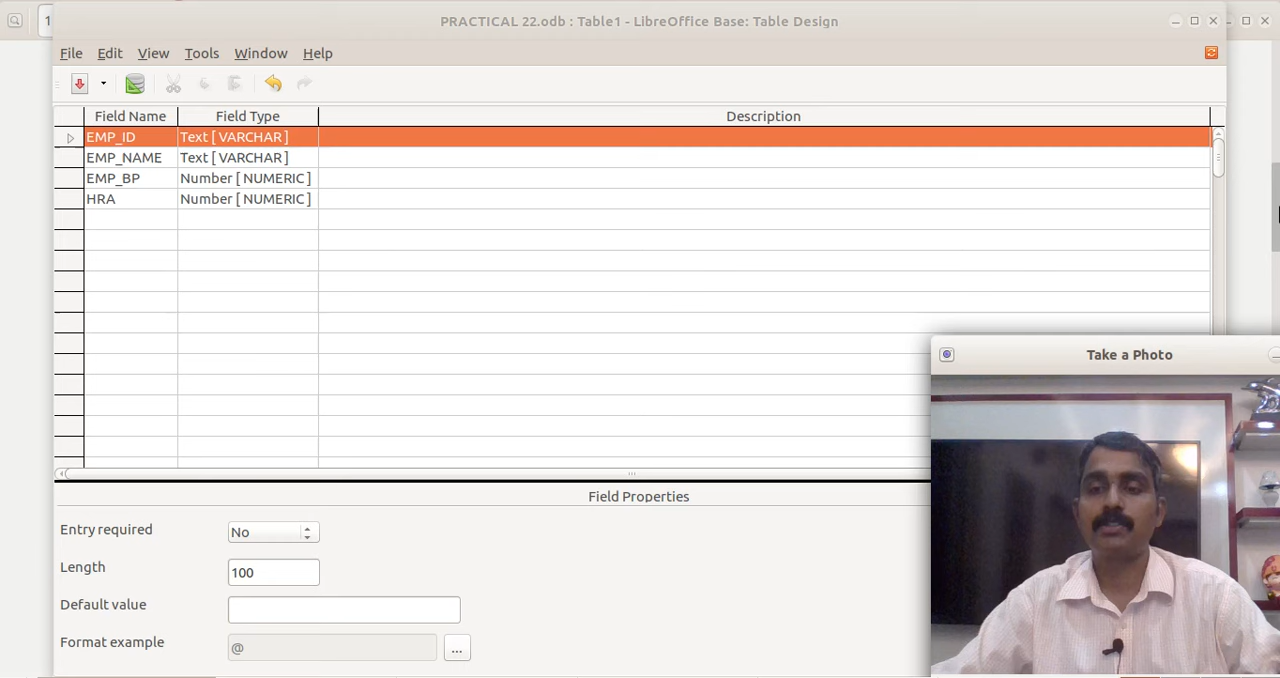 1
PRACTICAL 22.odb : Table1 - LibreOffice Base: Table Design
File Edit View Tools Window Help
Field Name Field Type Description
EMP_ID Text [ VARCHAR ]
EMP_NAME Text [ VARCHAR ]
EMP_BP Number [ NUMERIC ]
HRA Number [ NUMERIC ]
Take a Photo
Field Properties
Entry required No
Length 100
Default value
Format example @ ...